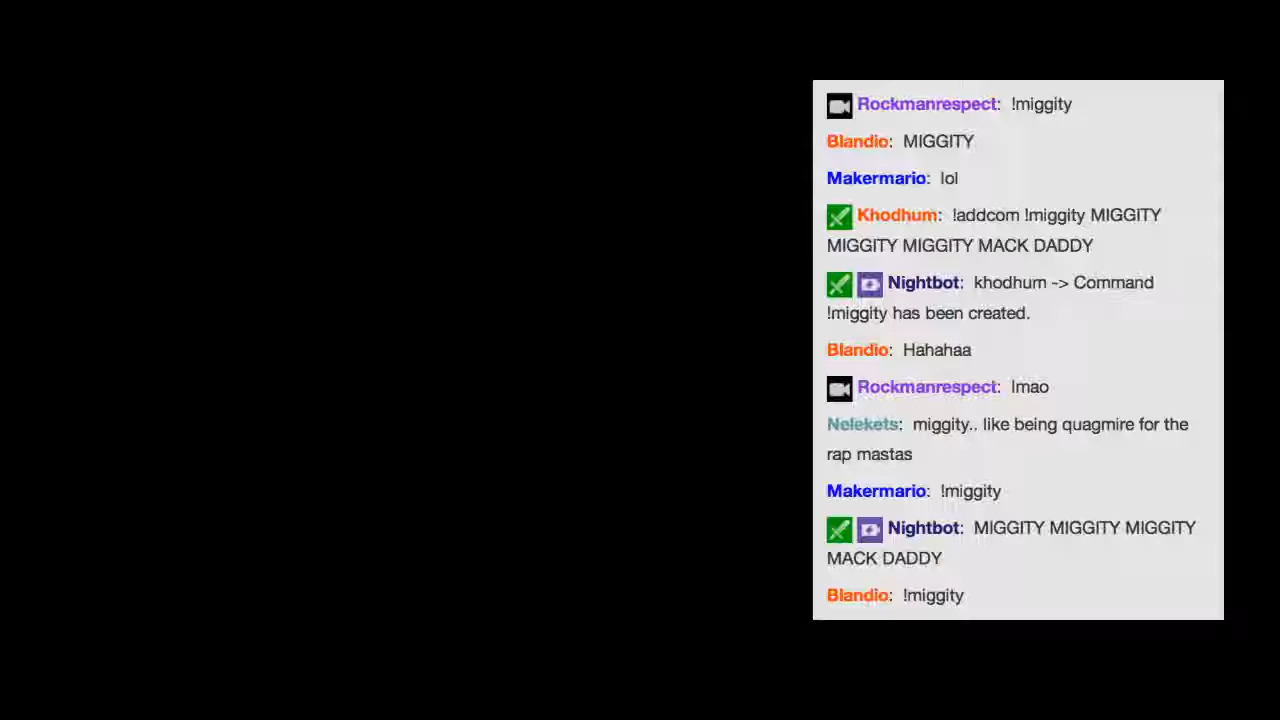 Rockmanrespect: !miggity
Blandio: MIGGITY
Makermario: lol
Khodhum: !addcom !miggity MIGGITY
MIGGITY MIGGITY MACK DADDY
Nightbot: khodhum -> Command
!miggity has been created.
Blandio: Hahahaa
Rockmanrespect: lmao
Nelekets: miggity.. like being quagmire for the
rap mastas
Makermario: !miggity
Nightbot: MIGGITY MIGGITY MIGGITY
MACK DADDY
Blandio: !miggity